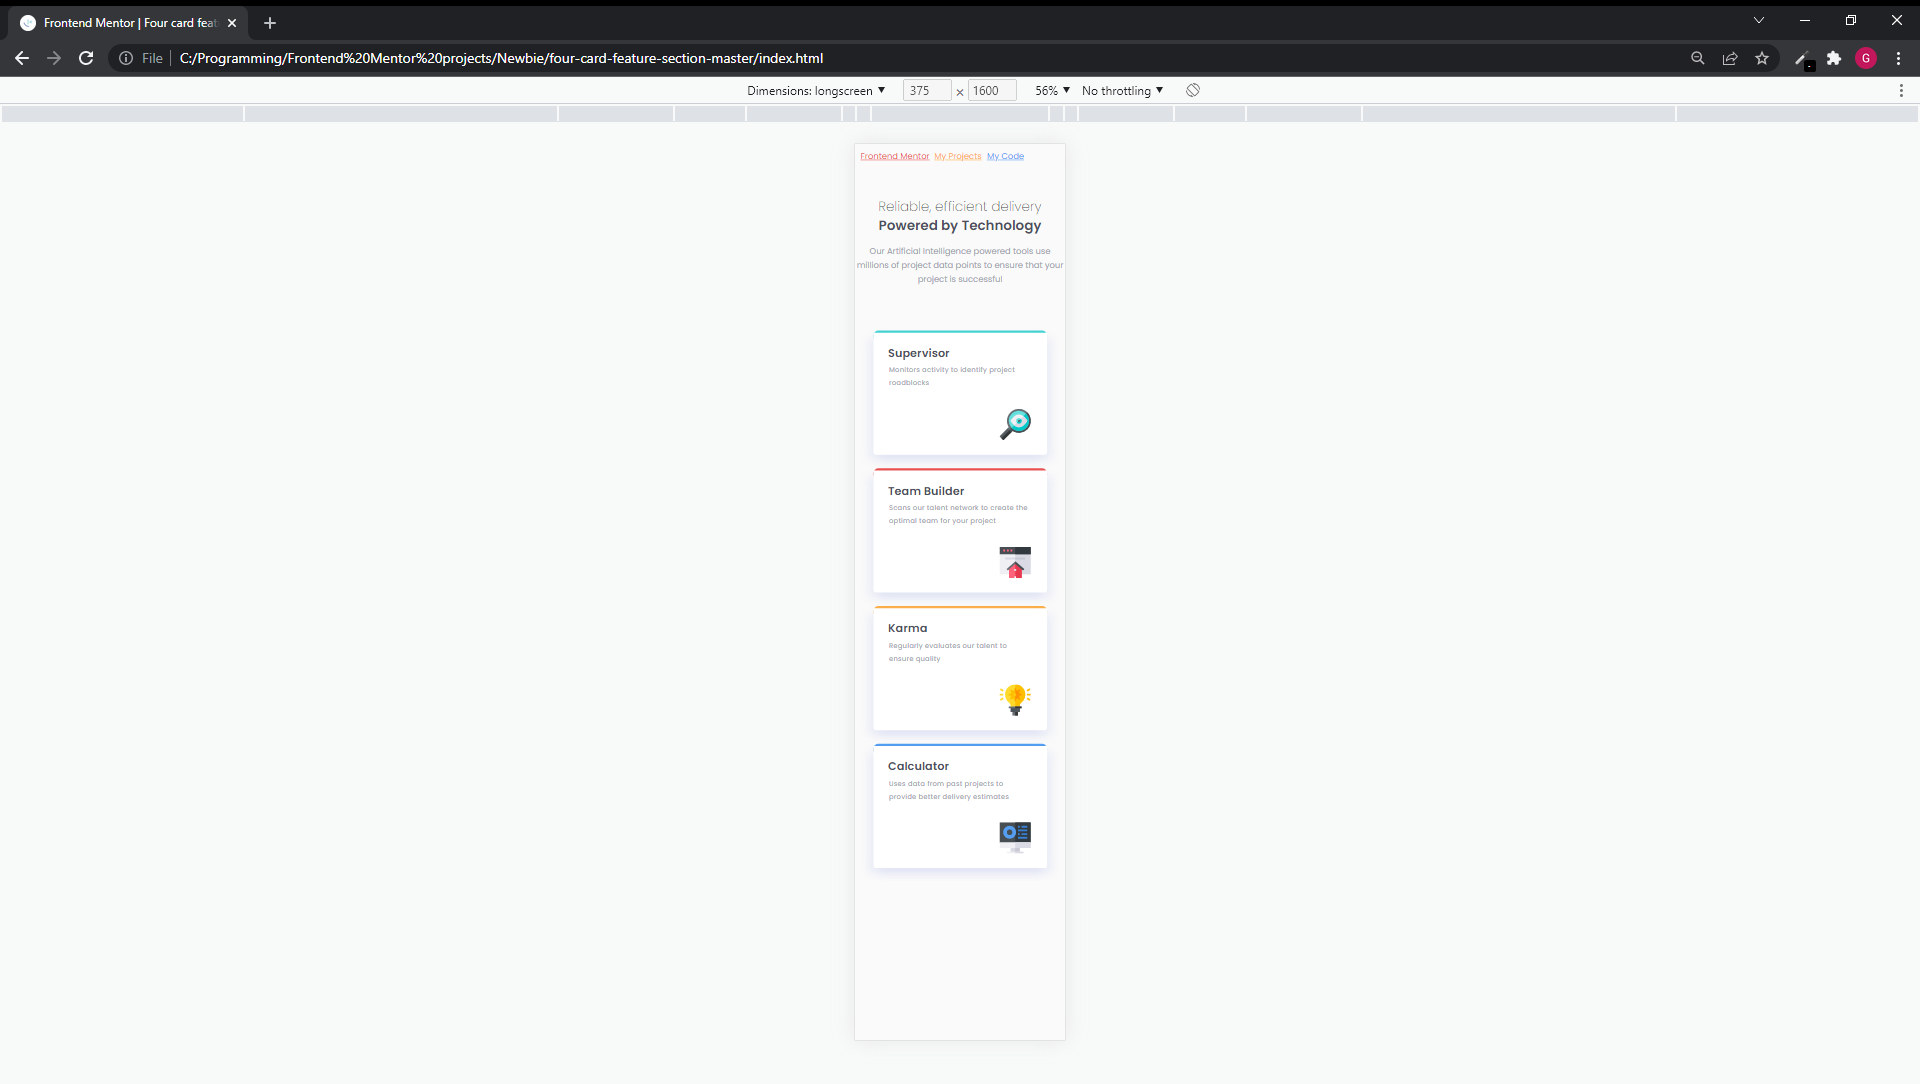 Frontend Mentor | Four card feat
File
C:/Programming/Frontend%20Mentor%20projects/Newbie/four-card-feature-section-master/index.html
G
Dimensions: longscreen ▼ 375 × 1600 56% ▼ No throttling ▼
Frontend Mentor My Projects My Code
Reliable, efficient delivery
Powered by Technology
Our Artificial Intelligence powered tools use
millions of project data points to ensure that your
project is successful
Supervisor
Monitors activity to identify project
roadblocks
Team Builder
Scans our talent network to create the
optimal team for your project
Karma
Regularly evaluates our talent to
ensure quality
Calculator
Uses data from past projects to
provide better delivery estimates